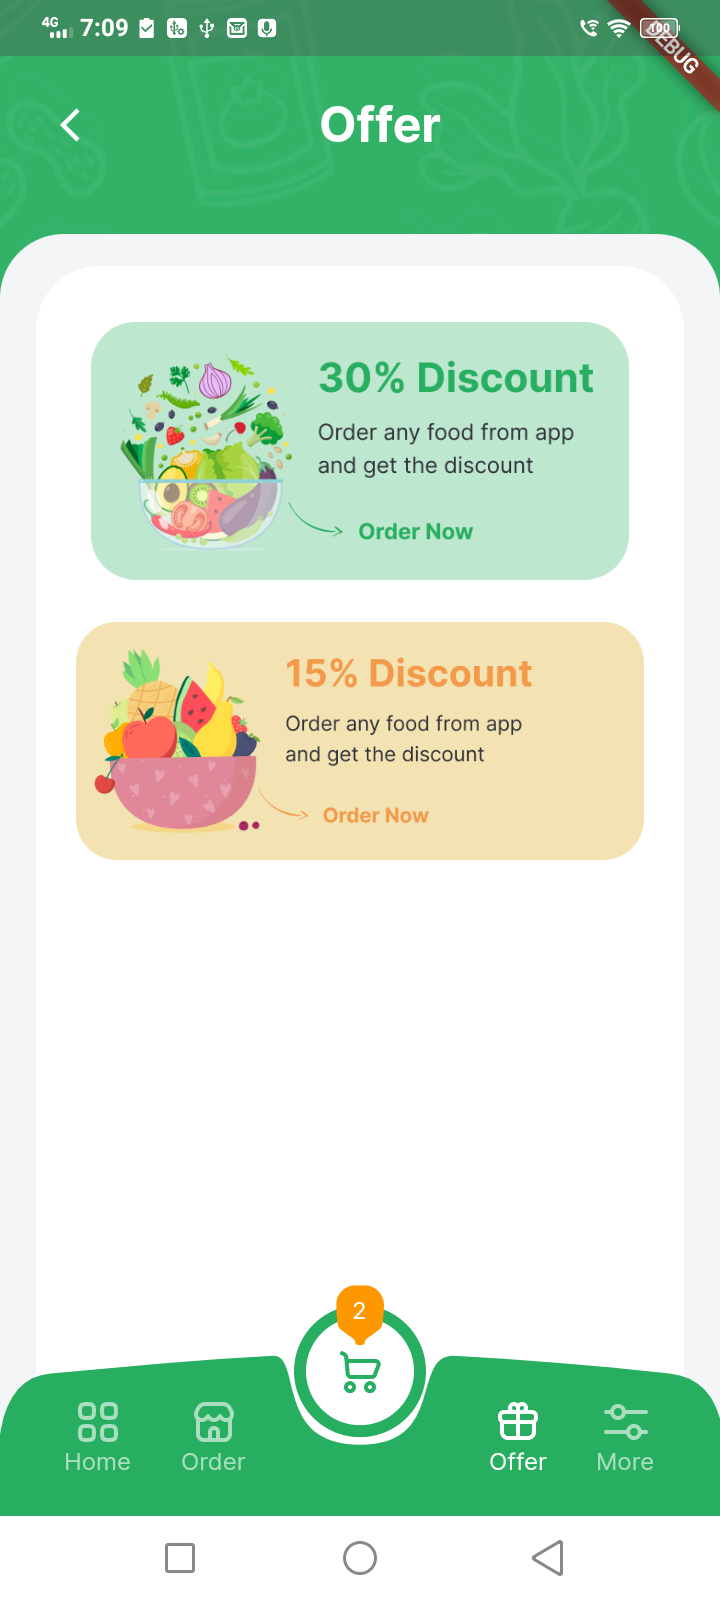 4G 7:09 100
DEBUG
Offer
30% Discount
Order any food from app
and get the discount
Order Now
15% Discount
Order any food from app
and get the discount
Order Now
2
Home Order Offer More